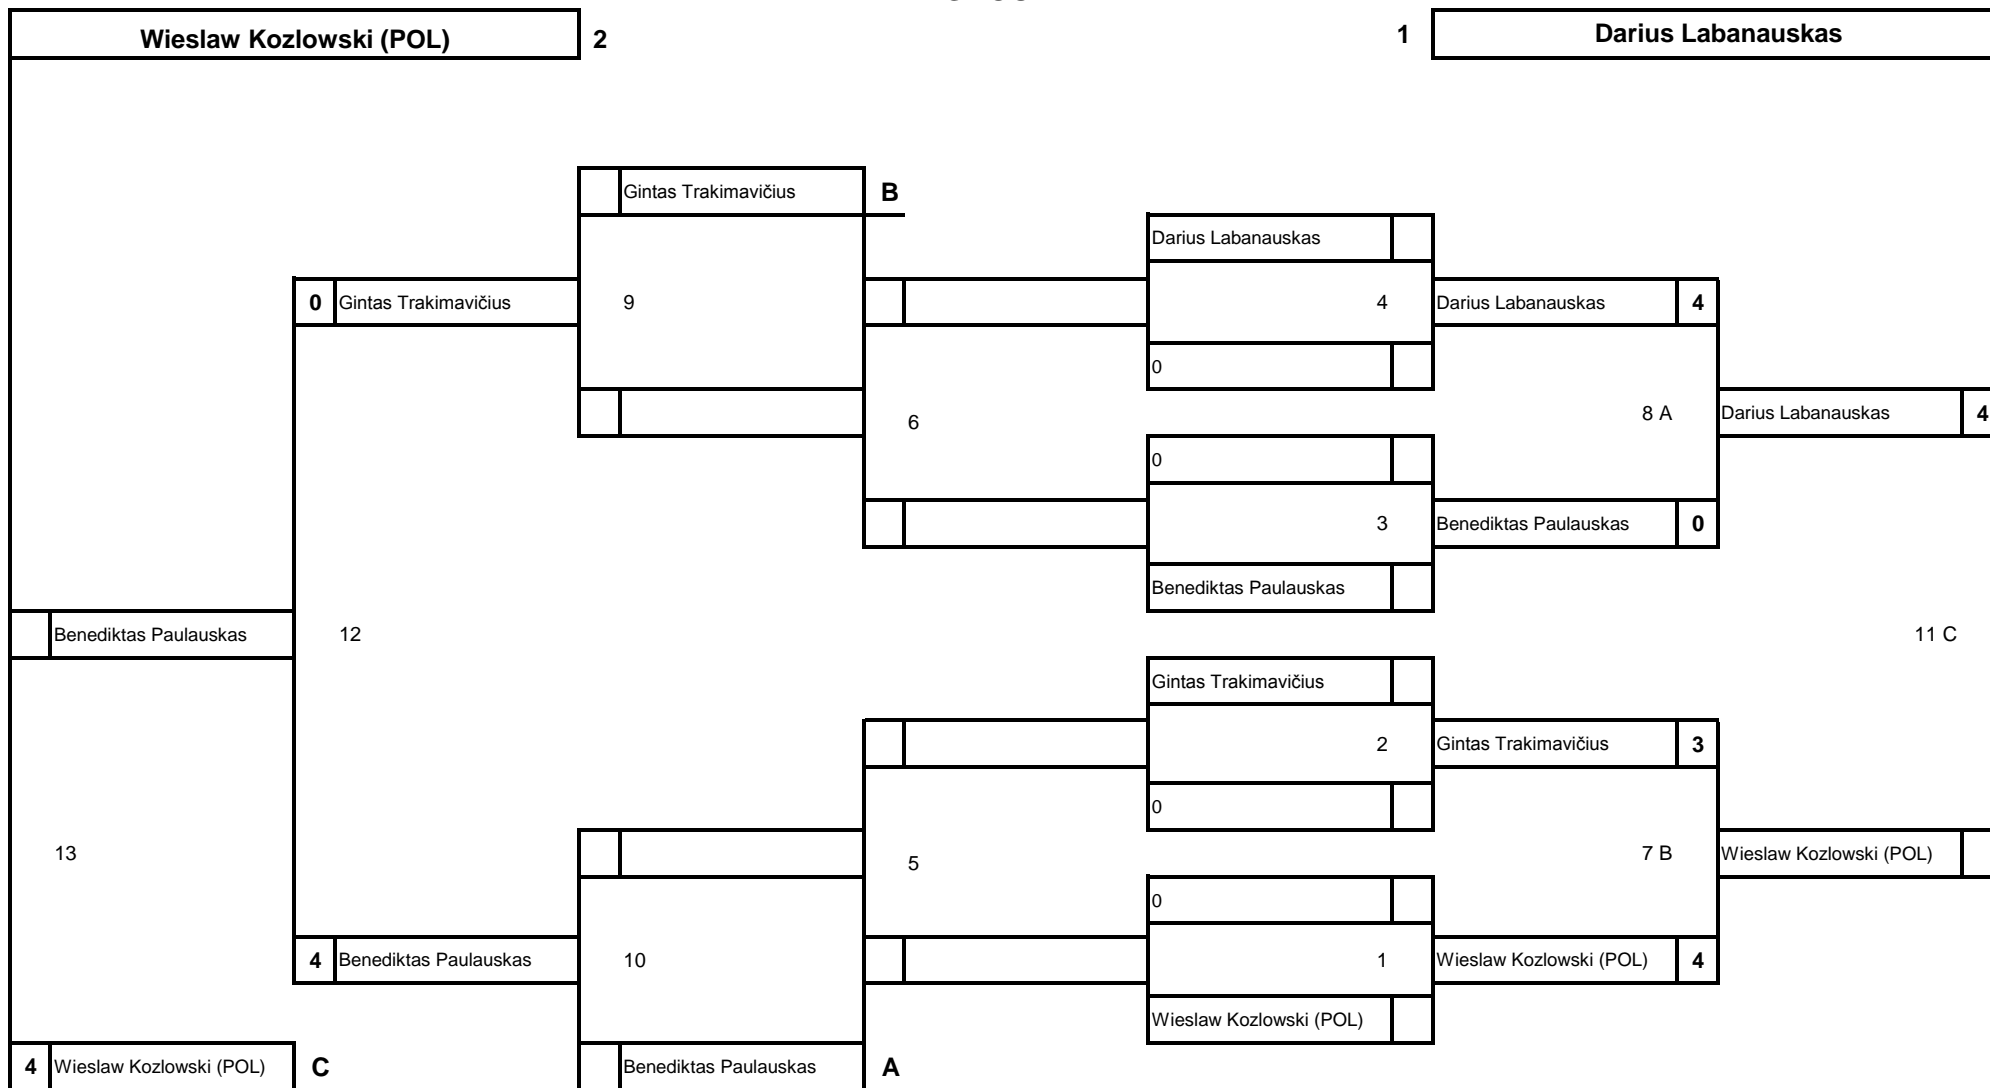 Wieslaw Kozlowski (POL) 2 1 Darius Labanauskas
Gintas Trakimavičius B
Darius Labanauskas
0 Gintas Trakimavičius 9 4 Darius Labanauskas 4
0
6 8 A Darius Labanauskas 4
0
3 Benediktas Paulauskas 0
Benediktas Paulauskas
Benediktas Paulauskas 12 11 C
Gintas Trakimavičius
2 Gintas Trakimavičius 3
0
13 5 7 B Wieslaw Kozlowski (POL)
0
4 Benediktas Paulauskas 10 1 Wieslaw Kozlowski (POL) 4
Wieslaw Kozlowski (POL)
4 Wieslaw Kozlowski (POL) C Benediktas Paulauskas A